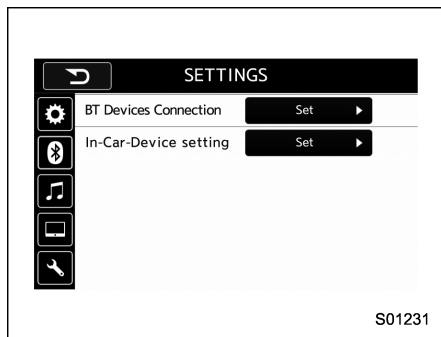 SETTINGS
BT Devices Connection Set
In-Car-Device setting Set
S01231